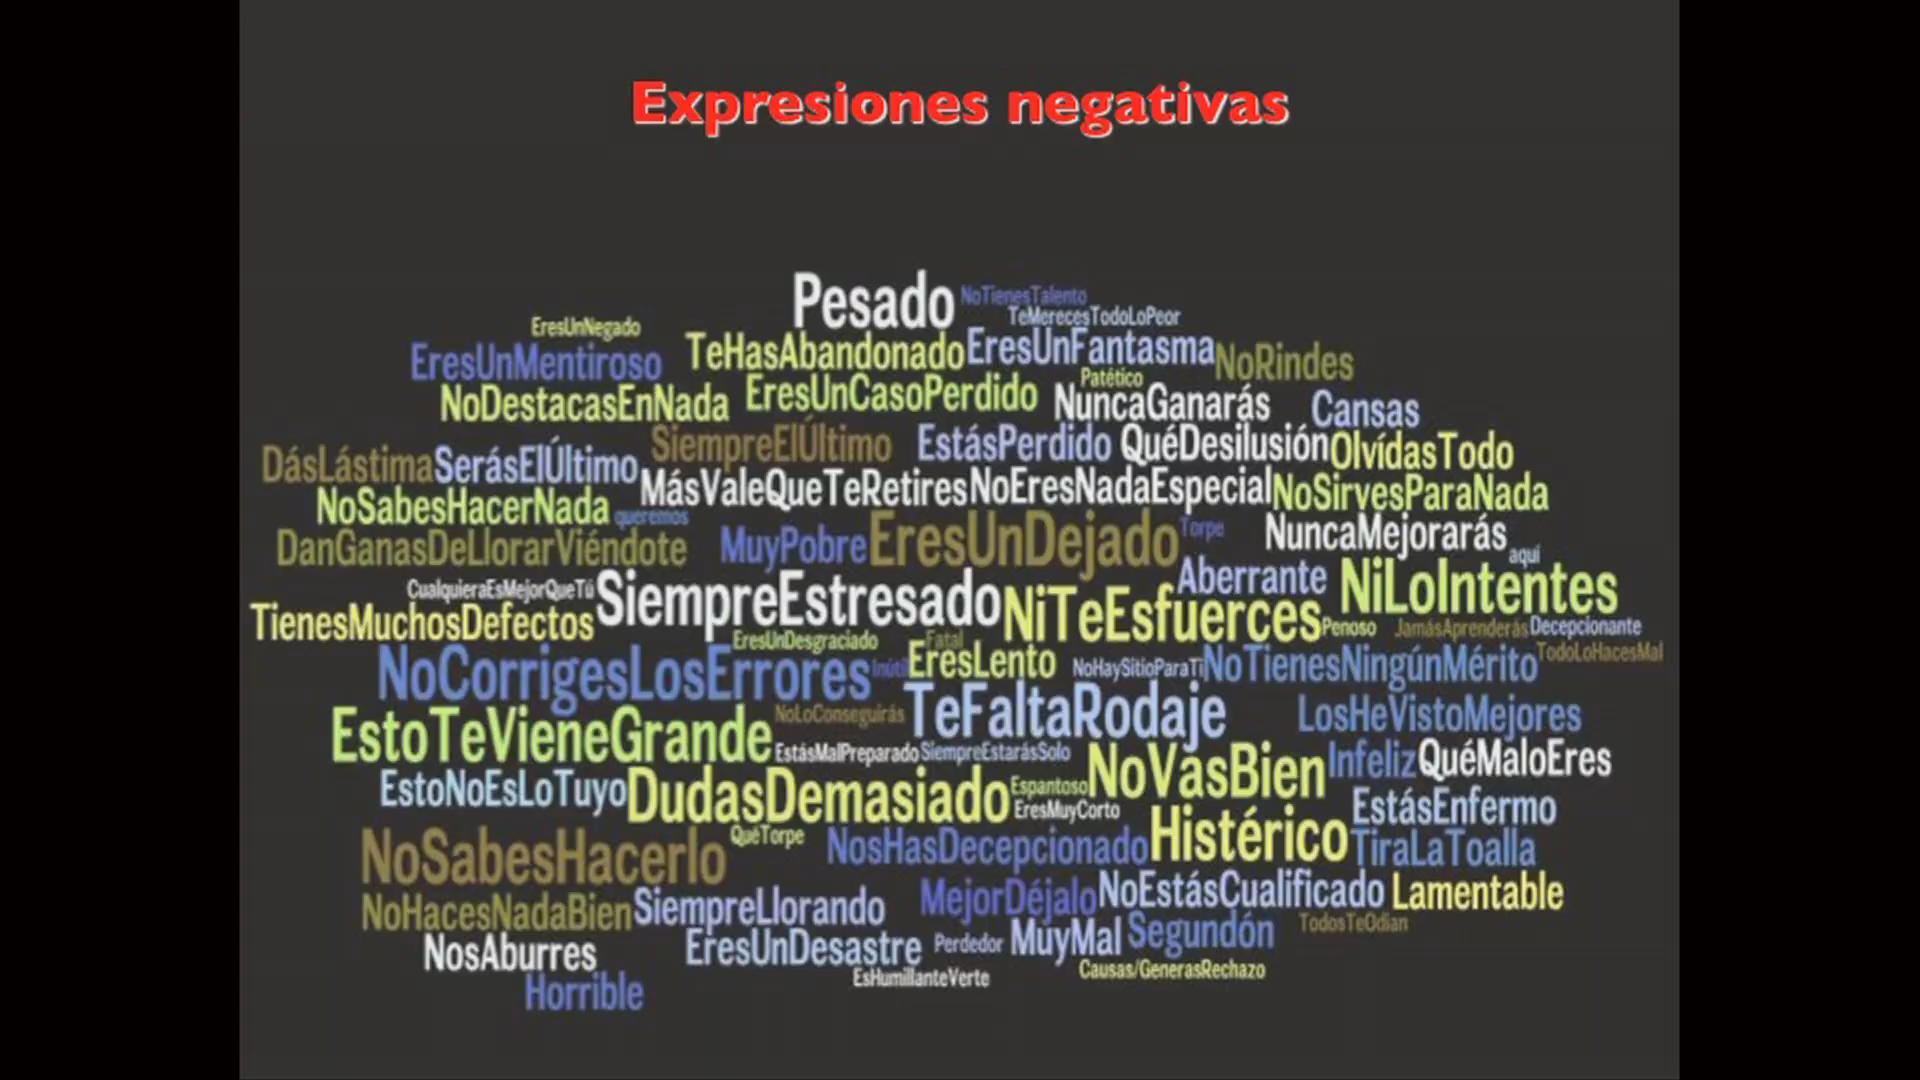 Expresiones negativas
Pesado NoTienesTalento
EresUnNegado TeMerecesTodoLoPeor
EresUnMentiroso TeHasAbandonado EresUnFantasma NoRindes
NoDestacasEnNada EresUnCasoPerdido Patético NuncaGanarás Cansas
DásLástima SerásElÚltimo SiempreElÚltimo EstásPerdido QuéDesilusión OlvídasTodo
NoSabesHacerNada queremos MásValeQueTeRetires NoEresNadaEspecial NoSirvesParaNada
DanGanasDeLlorarViéndote MuyPobre EresUnDejado Torpe NuncaMejorarás aquí
CualquieraEsMejorQueTú SiempreEstresado NiTeEsfuerces Aberrante NiLoIntentes
TienesMuchosDefectos EresUnDesgraciado Fatal Penoso JamásAprenderás Decepcionante
NoCorrigesLosErrores Inútil EresLento NoHaySitioParaTi NoTienesNingúnMérito TodoLoHacesMal
EstoTeVieneGrande NoLoConseguirás TeFaltaRodaje LosHeVistoMejores
EstásMalPreparado SiempreEstarásSolo NoVasBien Infeliz QuéMaloEres
EstoNoEsLoTuyo DudasDemasiado Espantoso EresMuyCorto EstásEnfermo
NoSabesHacerlo QuéTorpe NosHasDecepcionado Histérico TiraLaToalla
NoHacesNadaBien SiempreLlorando MejorDéjalo NoEstásCualificado Lamentable
NosAburres EresUnDesastre Perdedor MuyMal Segundón TodosTeOdian
Horrible EsHumillanteVerte Causas/GenerasRechazo